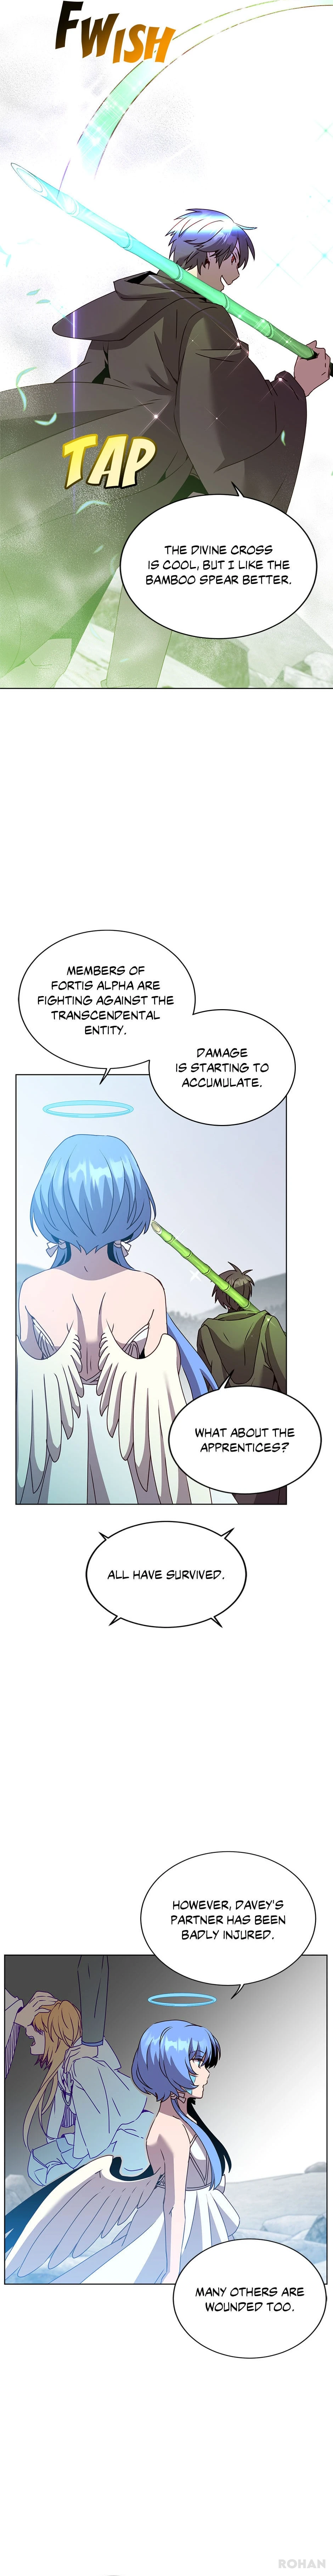 FWISH
TAP
THE DIVINE CROSS
IS COOL, BUT I LIKE THE
BAMBOO SPEAR BETTER.
MEMBERS OF
FORTIS ALPHA ARE
FIGHTING AGAINST THE
TRANSCENDENTAL
ENTITY.
DAMAGE
IS STARTING TO
ACCUMULATE.
WHAT ABOUT THE
APPRENTICES?
ALL HAVE SURVIVED.
HOWEVER, DAVEY'S
PARTNER HAS BEEN
BADLY INJURED.
MANY OTHERS ARE
WOUNDED TOO.
ROHAN